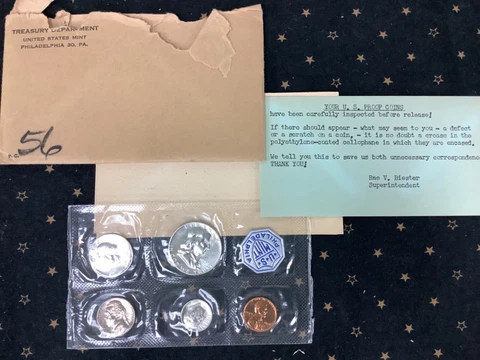 TREASURY DEPARTMENT
UNITED STATES MINT
PHILADELPHIA 30, PA.
56
YOUR U. S. PROOF COINS
have been carefully inspected before release!
If there should appear - what may seem to you - a defect
or a scratch on a coin, - it is no doubt a crease in the
polyethylene-coated cellophane in which they are encased.
We tell you this to save us both unnecessary correspondence
THANK YOU!
Rae V. Biester
Superintendent
U.S. MINT
PHILADELPHIA